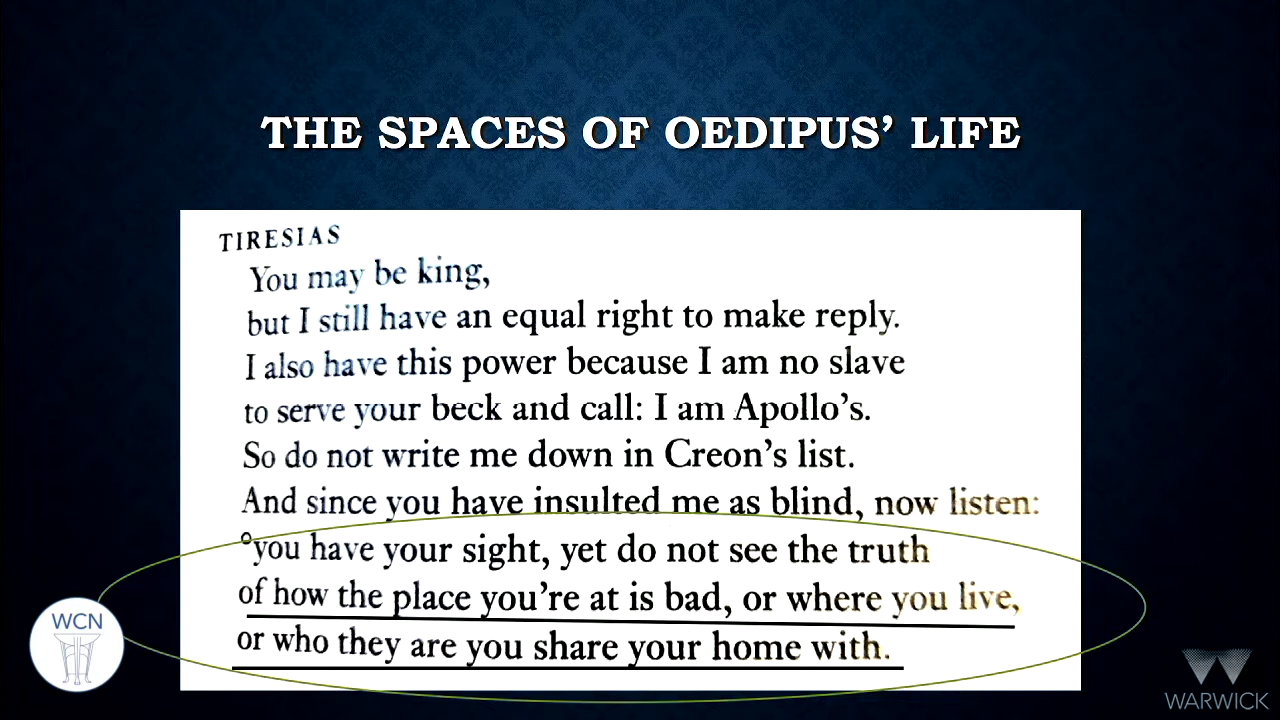 THE SPACES OF OEDIPUS’ LIFE
TIRESIAS
You may be king,
but I still have an equal right to make reply.
I also have this power because I am no slave
to serve your beck and call: I am Apollo’s.
So do not write me down in Creon’s list.
And since you have insulted me as blind, now listen:
°you have your sight, yet do not see the truth
of how the place you’re at is bad, or where you live,
or who they are you share your home with.
WCN
WARWICK